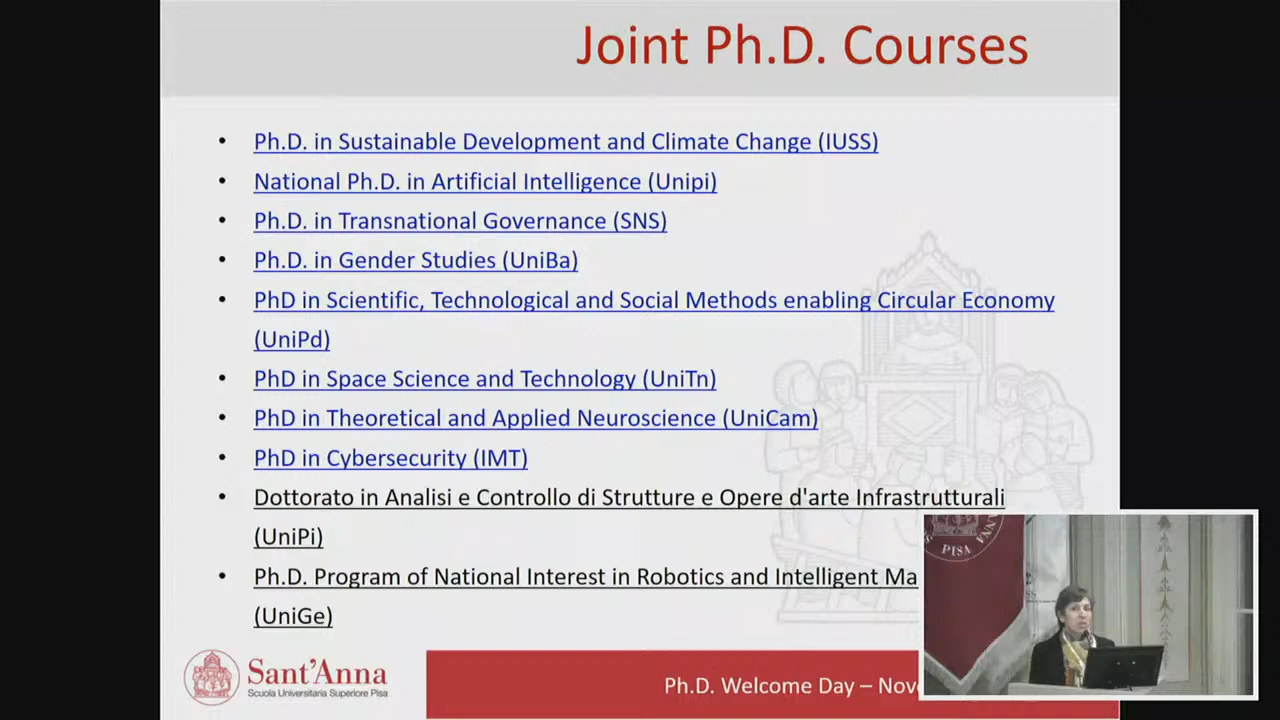 Joint Ph.D. Courses
• Ph.D. in Sustainable Development and Climate Change (IUSS)
• National Ph.D. in Artificial Intelligence (Unipi)
• Ph.D. in Transnational Governance (SNS)
• Ph.D. in Gender Studies (UniBa)
• PhD in Scientific, Technological and Social Methods enabling Circular Economy
(UniPd)
• PhD in Space Science and Technology (UniTn)
• PhD in Theoretical and Applied Neuroscience (UniCam)
• PhD in Cybersecurity (IMT)
• Dottorato in Analisi e Controllo di Strutture e Opere d'arte Infrastrutturali
(UniPi)
• Ph.D. Program of National Interest in Robotics and Intelligent Ma
(UniGe)
Sant'Anna
Scuola Universitaria Superiore Pisa
Ph.D. Welcome Day – Nov
PISA